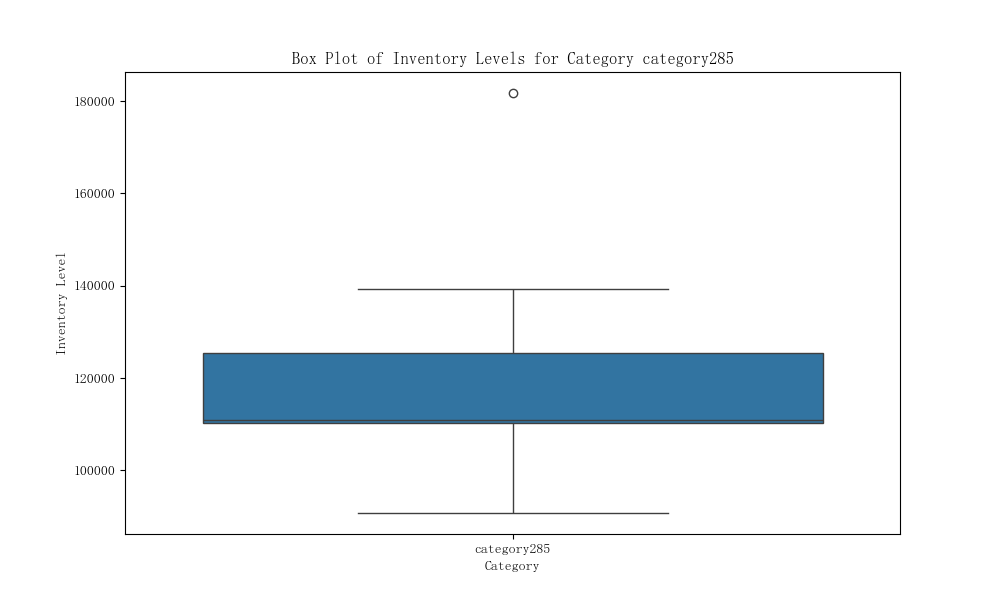 Box Plot of Inventory Levels for Category category285
180000
160000
140000
120000
100000
Inventory Level
category285
Category